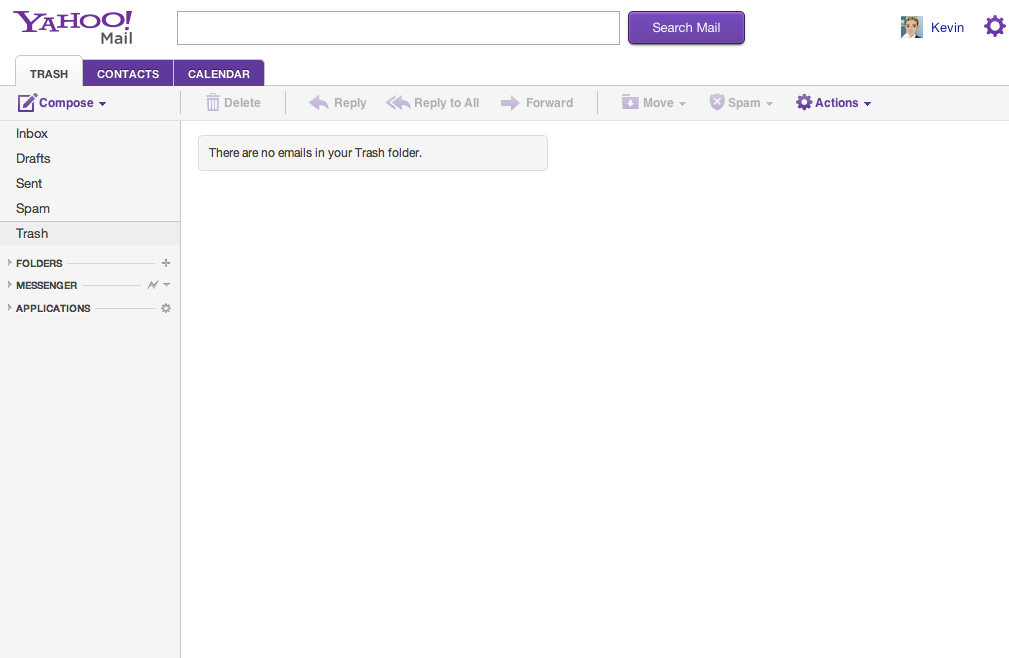 YAHOO!
Mail
Search Mail
Kevin
TRASH CONTACTS CALENDAR
Compose Delete Reply Reply to All Forward Move Spam Actions
Inbox
There are no emails in your Trash folder.
Drafts
Sent
Spam
Trash
FOLDERS
MESSENGER
APPLICATIONS